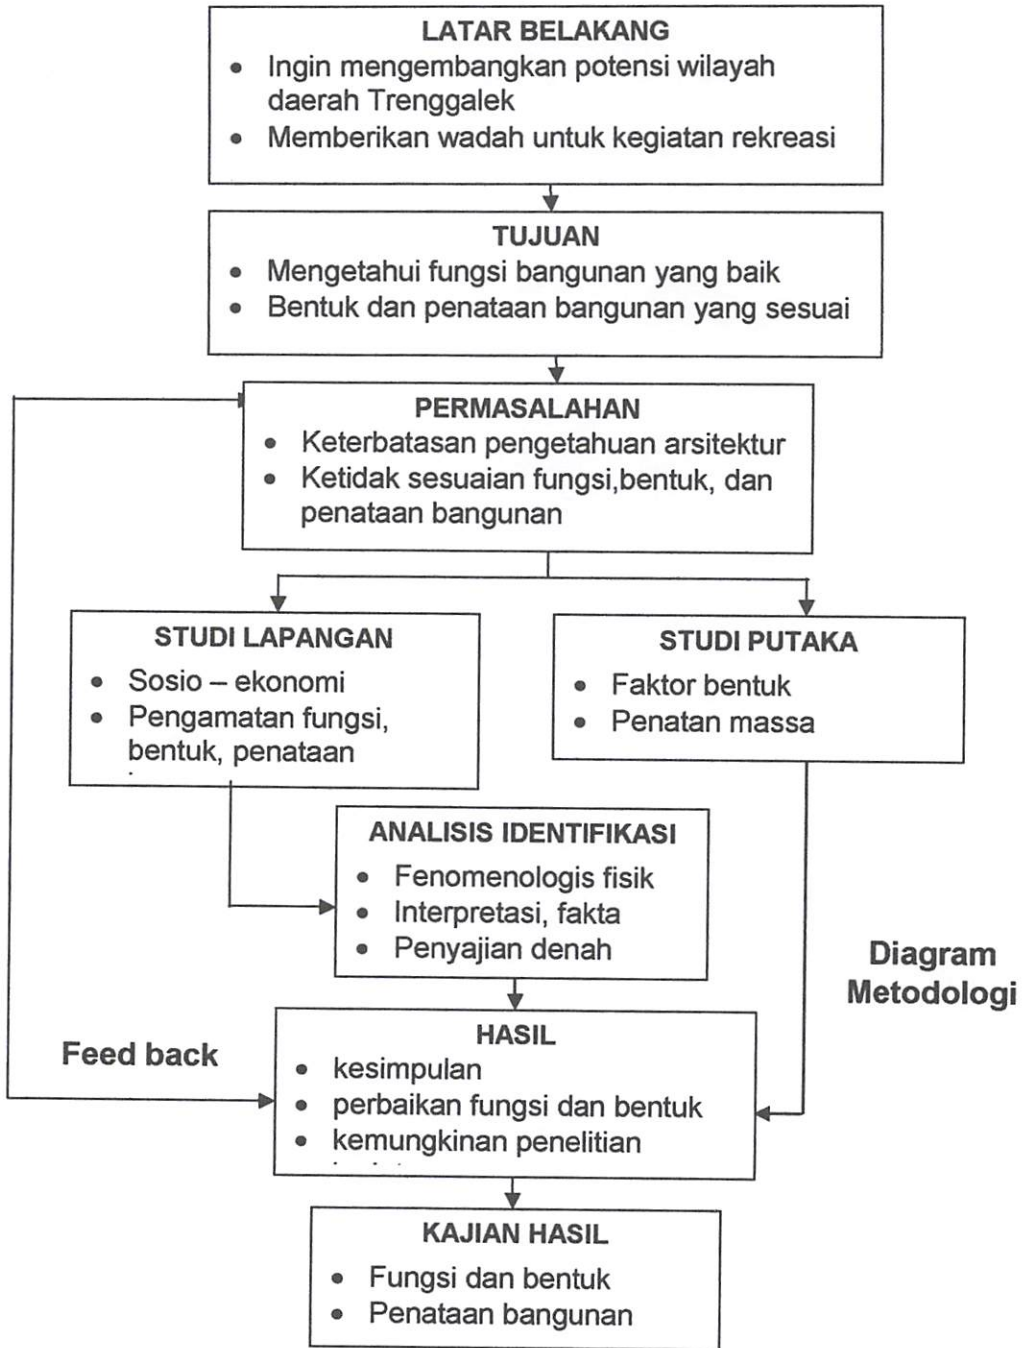 LATAR BELAKANG
• Ingin mengembangkan potensi wilayah
daerah Trenggalek
• Memberikan wadah untuk kegiatan rekreasi
TUJUAN
• Mengetahui fungsi bangunan yang baik
• Bentuk dan penataan bangunan yang sesuai
PERMASALAHAN
• Keterbatasan pengetahuan arsitektur
• Ketidak sesuaian fungsi,bentuk, dan
penataan bangunan
STUDI LAPANGAN
• Sosio – ekonomi
• Pengamatan fungsi,
bentuk, penataan
STUDI PUTAKA
• Faktor bentuk
• Penatan massa
ANALISIS IDENTIFIKASI
• Fenomenologis fisik
• Interpretasi, fakta
• Penyajian denah
Diagram
Metodologi
Feed back
HASIL
• kesimpulan
• perbaikan fungsi dan bentuk
• kemungkinan penelitian
KAJIAN HASIL
• Fungsi dan bentuk
• Penataan bangunan